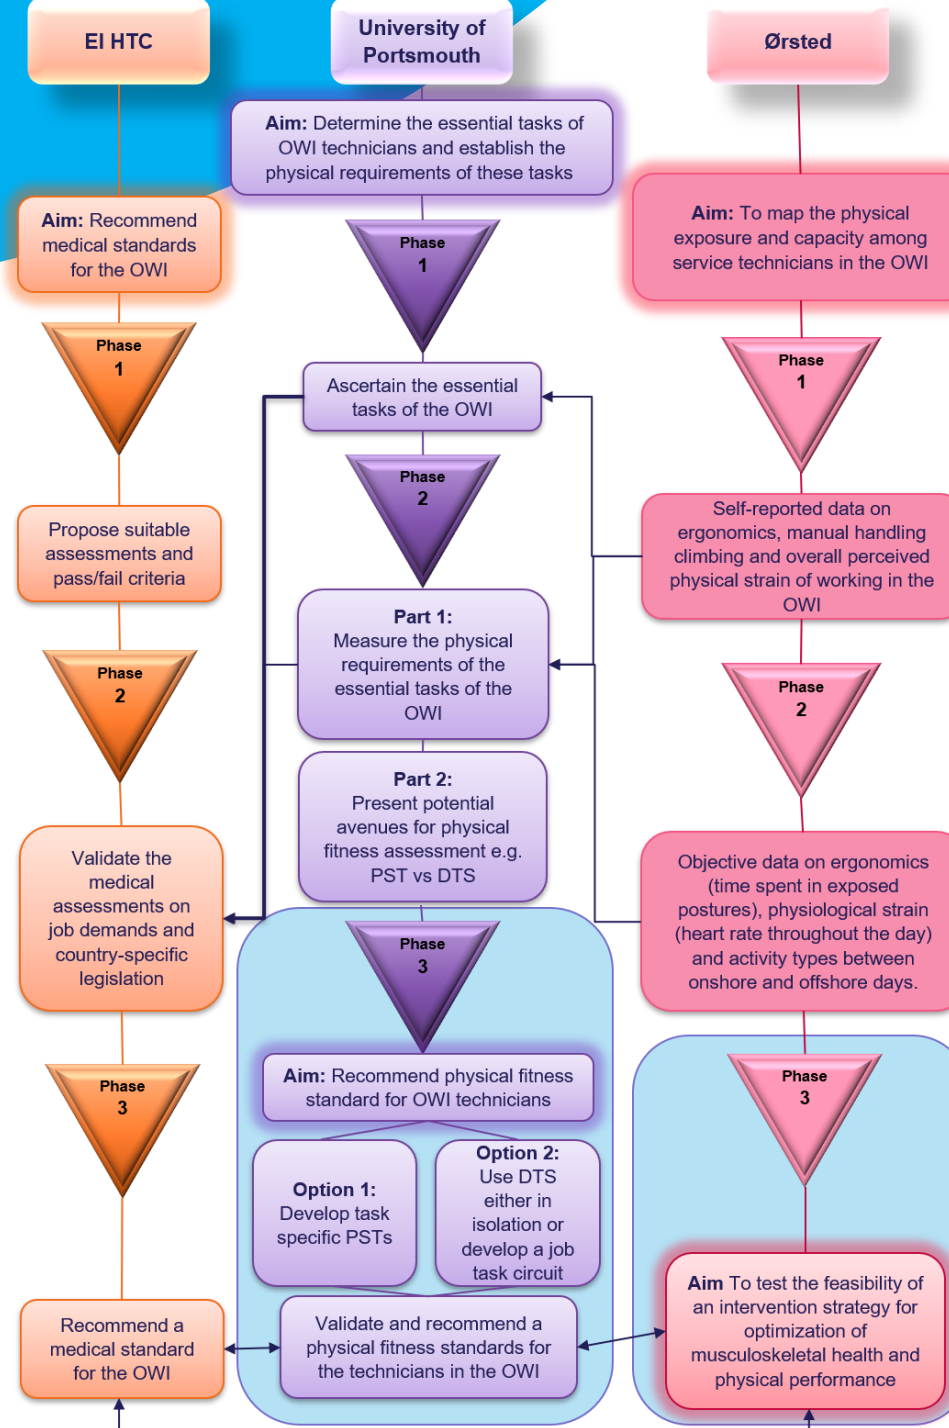 EI HTC
University of
Portsmouth
Ørsted
Aim: Determine the essential tasks of
OWI technicians and establish the
physical requirements of these tasks
Aim: Recommend
medical standards
for the OWI
Aim: To map the physical
exposure and capacity among
service technicians in the OWI
Phase
1
Phase
1
Phase
1
Ascertain the essential
tasks of the OWI
Phase
2
Self-reported data on
ergonomics, manual handling
climbing and overall perceived
physical strain of working in the
OWI
Propose suitable
assessments and
pass/fail criteria
Part 1:
Measure the physical
requirements of the
essential tasks of the
OWI
Phase
2
Phase
2
Part 2:
Present potential
avenues for physical
fitness assessment e.g.
PST vs DTS
Validate the
medical
assessments on
job demands and
country-specific
legislation
Objective data on ergonomics
(time spent in exposed
postures), physiological strain
(heart rate throughout the day)
and activity types between
onshore and offshore days.
Phase
3
Phase
3
Phase
3
Aim: Recommend physical fitness
standard for OWI technicians
Option 1:
Develop task
specific PSTs
Option 2:
Use DTS
either in
isolation or
develop a job
task circuit
Recommend a
medical standard
for the OWI
Validate and recommend a
physical fitness standards for
the technicians in the OWI
Aim To test the feasibility of
an intervention strategy for
optimization of
musculoskeletal health and
physical performance